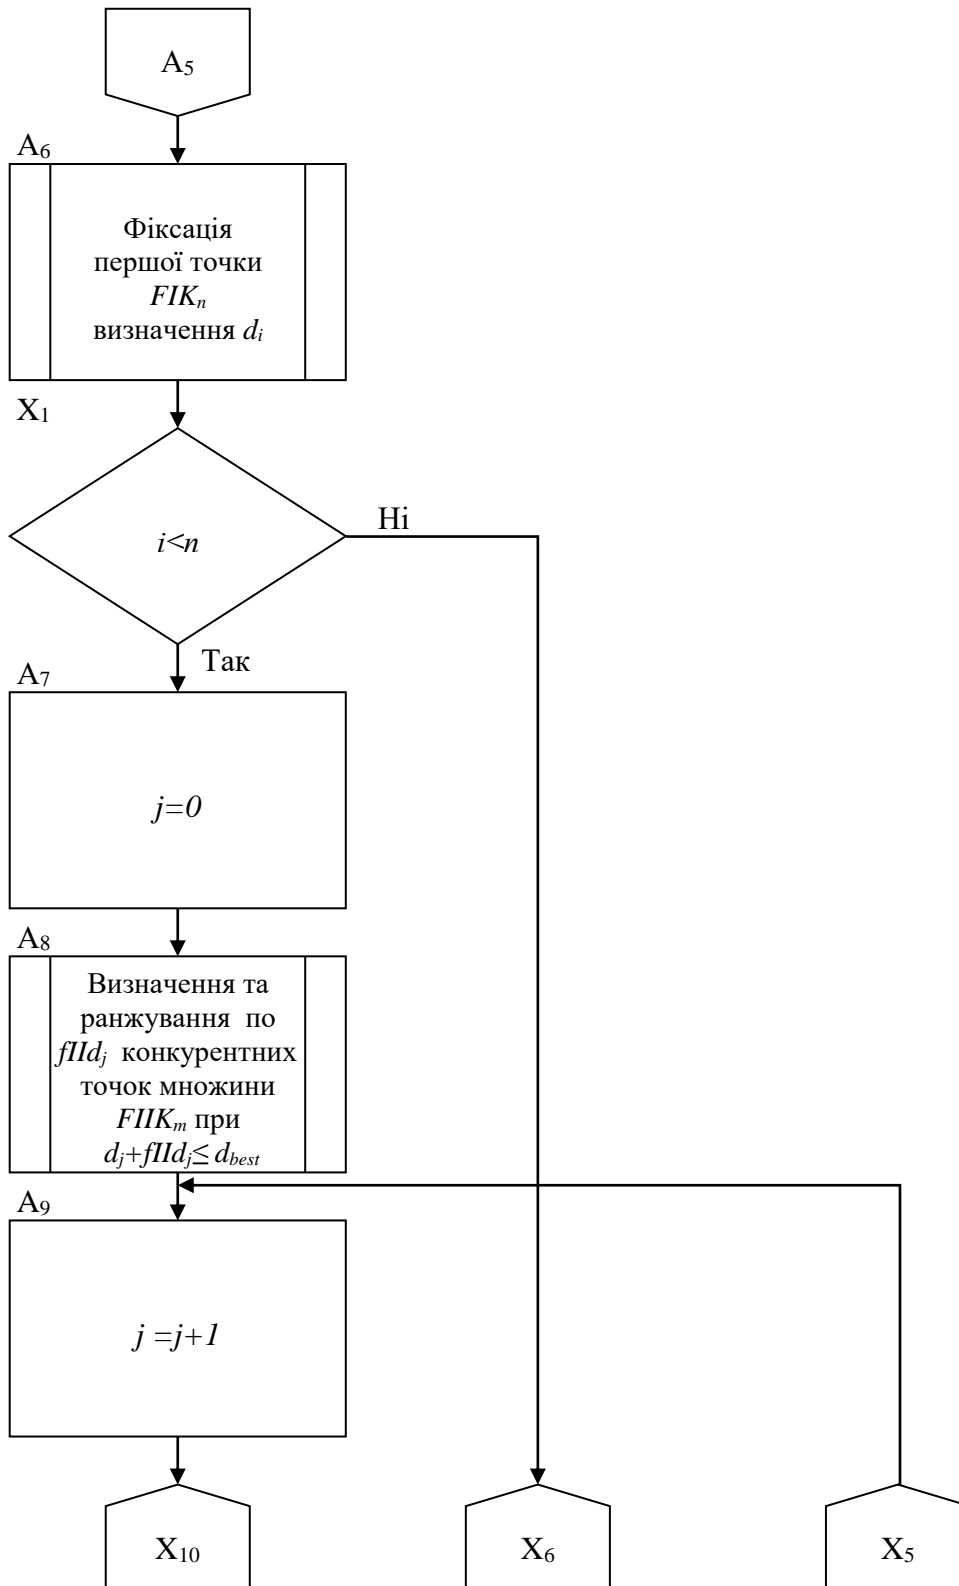 A5
A6
Фіксація
першої точки
FIKn
визначення di
X1
i<n
Ні
Так
A7
j=0
A8
Визначення та
ранжування по
fIIdj конкурентних
точок множини
FIIKm при
dj+fIIdj≤ dbest
A9
j =j+1
X10
X6
X5